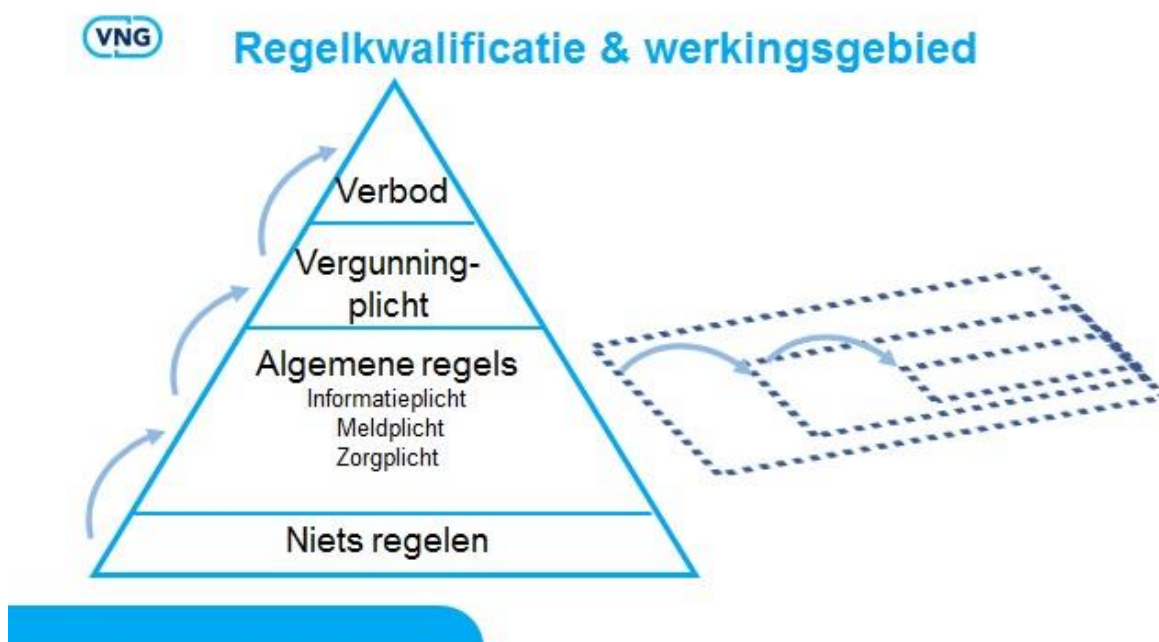 VNG
Regelkwalificatie & werkingsgebied
Verbod
Vergunning-
plicht
Algemene regels
Informatieplicht
Meldplicht
Zorgplicht
Niets regelen